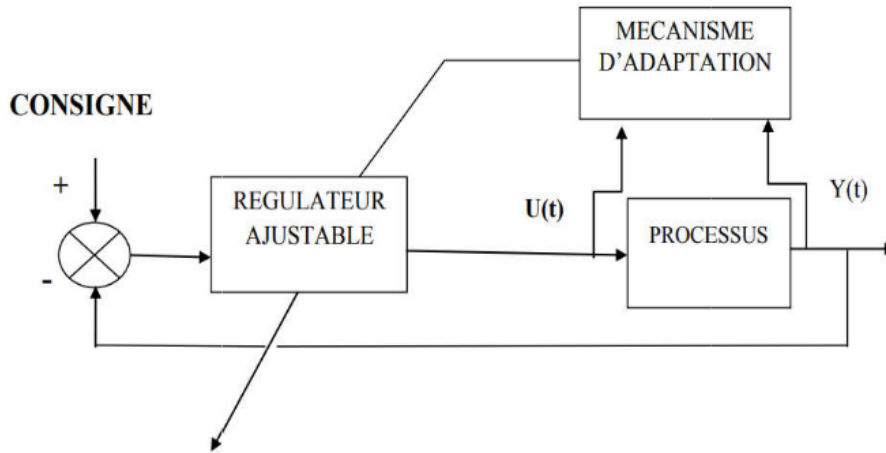 MECANISME
D'ADAPTATION
CONSIGNE
+
REGULATEUR
AJUSTABLE
U(t)
Y(t)
PROCESSUS
-